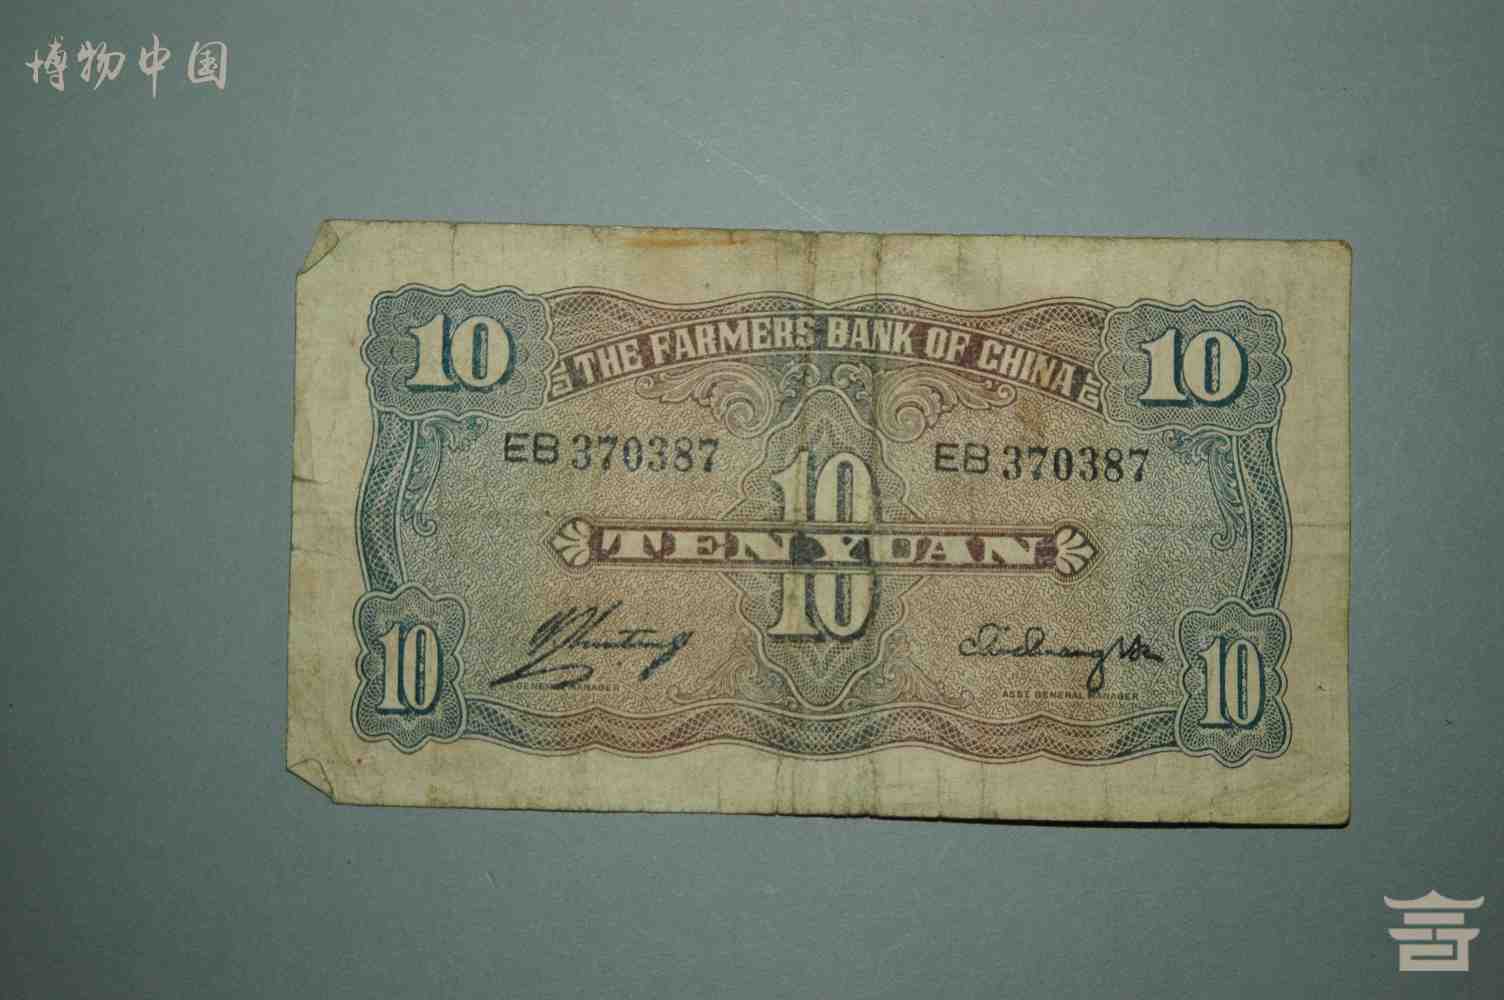 博物中国
10 THE FARMERS BANK OF CHINA 10
EB 370387 EB 370387
10
TEN YUAN
10
10 10
GENERAL MANAGER
ASST GENERAL MANAGER